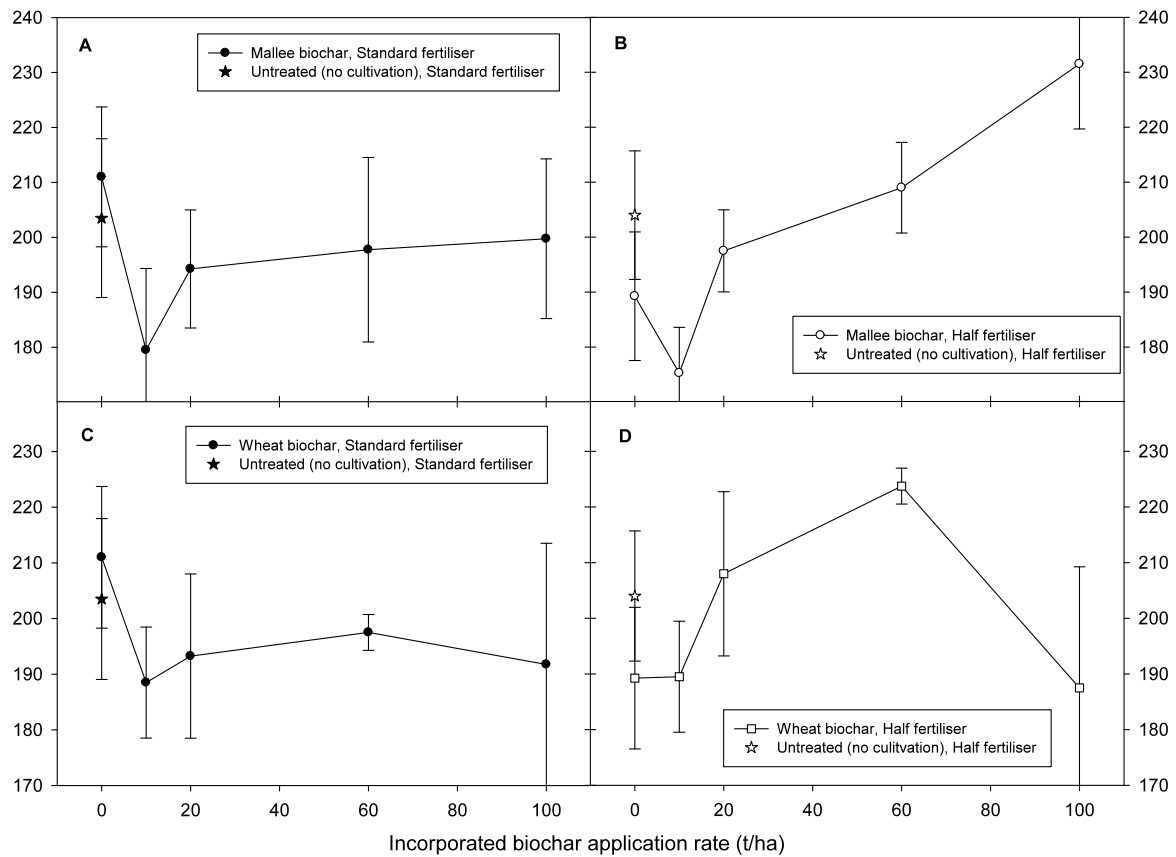 240
230
220
210
200
190
180
A
Mallee biochar, Standard fertiliser
Untreated (no cultivation), Standard fertiliser
B
240
230
220
210
200
190
180
Mallee biochar, Half fertiliser
Untreated (no cultivation), Half fertiliser
230
220
210
200
190
180
170
C
Wheat biochar, Standard fertiliser
Untreated (no cultivation), Standard fertiliser
D
230
220
210
200
190
180
170
Wheat biochar, Half fertiliser
Untreated (no culitvation), Half fertiliser
0 20 40 60 80 100 0 20 40 60 80 100
Incorporated biochar application rate (t/ha)